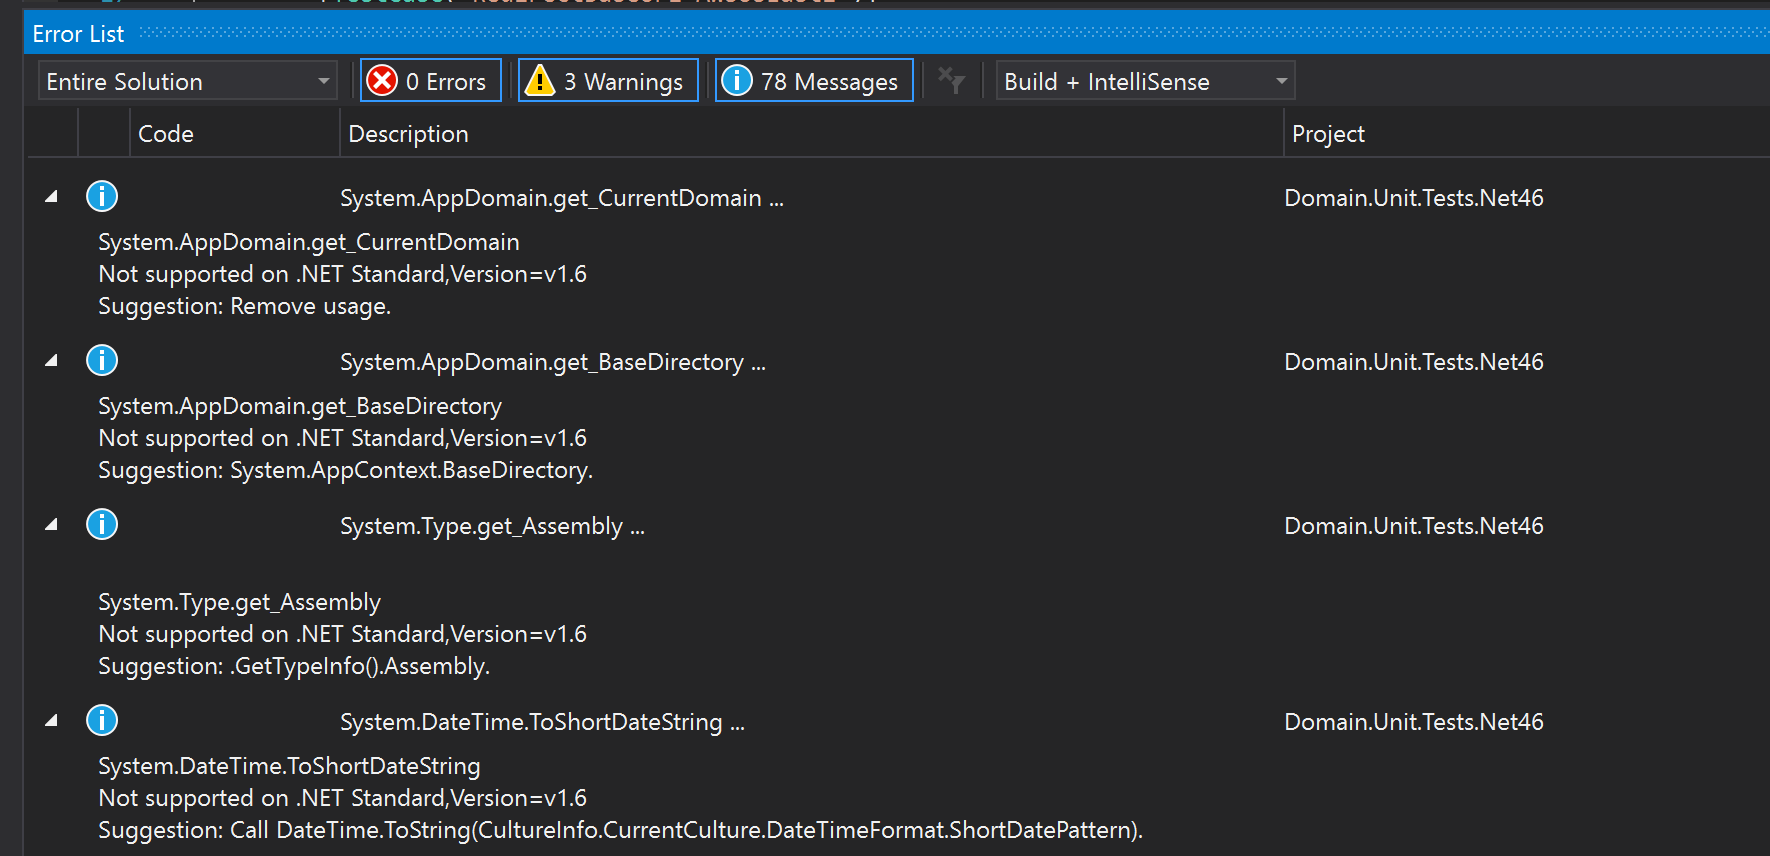 Error List
Entire Solution
0 Errors
3 Warnings
78 Messages
Build + IntelliSense
Code Description Project
System.AppDomain.get_CurrentDomain ... Domain.Unit.Tests.Net46
System.AppDomain.get_CurrentDomain
Not supported on .NET Standard,Version=v1.6
Suggestion: Remove usage.
System.AppDomain.get_BaseDirectory ... Domain.Unit.Tests.Net46
System.AppDomain.get_BaseDirectory
Not supported on .NET Standard,Version=v1.6
Suggestion: System.AppContext.BaseDirectory.
System.Type.get_Assembly ... Domain.Unit.Tests.Net46
System.Type.get_Assembly
Not supported on .NET Standard,Version=v1.6
Suggestion: .GetTypeInfo().Assembly.
System.DateTime.ToShortDateString ... Domain.Unit.Tests.Net46
System.DateTime.ToShortDateString
Not supported on .NET Standard,Version=v1.6
Suggestion: Call DateTime.ToString(CultureInfo.CurrentCulture.DateTimeFormat.ShortDatePattern).